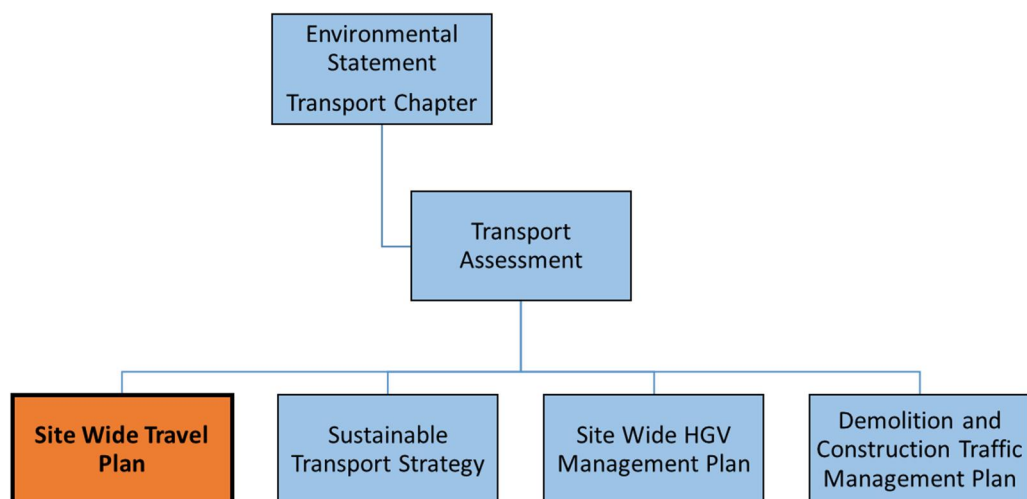 Environmental
Statement
Transport Chapter
Transport
Assessment
Site Wide Travel
Plan
Sustainable
Transport Strategy
Site Wide HGV
Management Plan
Demolition and
Construction Traffic
Management Plan